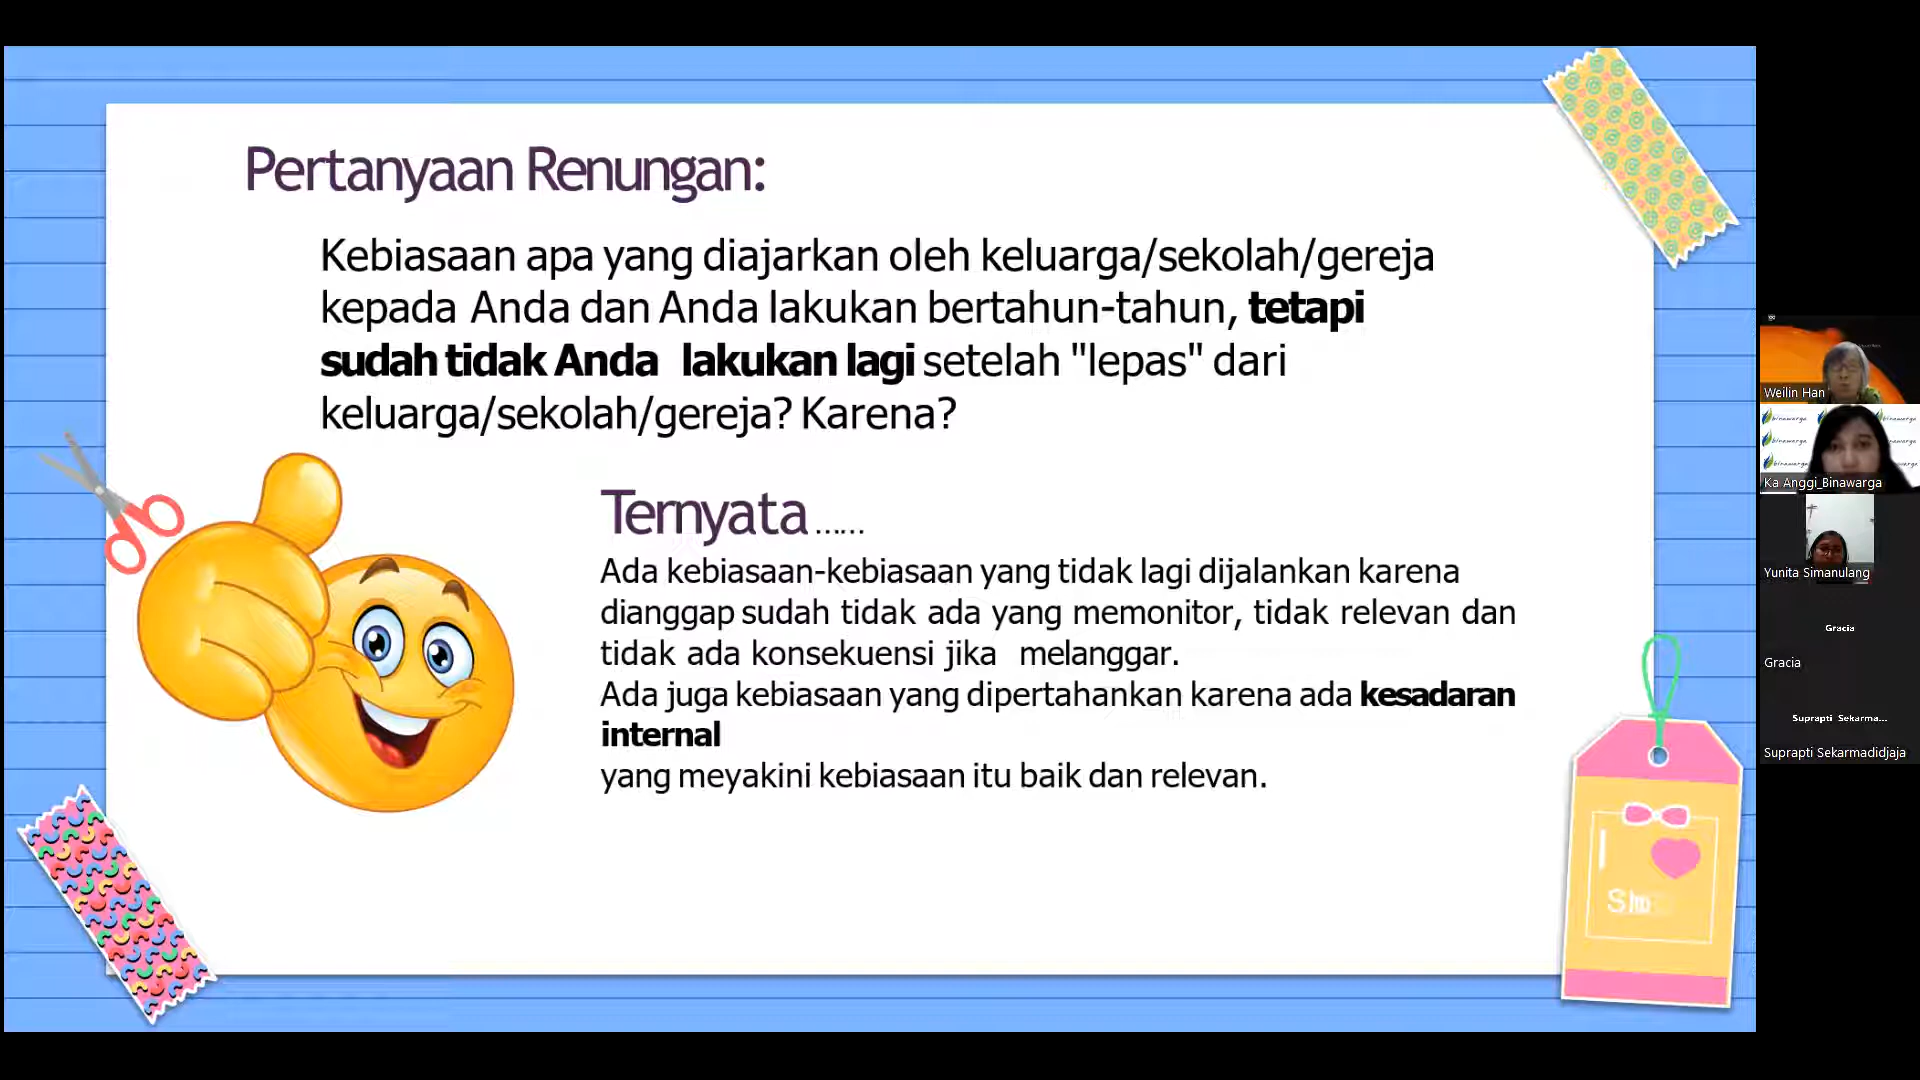 Pertanyaan Renungan:
Kebiasaan apa yang diajarkan oleh keluarga/sekolah/gereja
kepada Anda dan Anda lakukan bertahun-tahun, tetapi
sudah tidak Anda lakukan lagi setelah "lepas" dari
keluarga/sekolah/gereja? Karena?
Ternyata ......
Ada kebiasaan-kebiasaan yang tidak lagi dijalankan karena
dianggap sudah tidak ada yang memonitor, tidak relevan dan
tidak ada konsekuensi jika melanggar.
Ada juga kebiasaan yang dipertahankan karena ada kesadaran
internal
yang meyakini kebiasaan itu baik dan relevan.
Weilin Han
binawarga
binawarga
binawarga
Ka Anggi_Binawarga
Yunita Simanulang
Gracia
Gracia
Suprapti Sekarma...
Suprapti Sekarmadidjaja